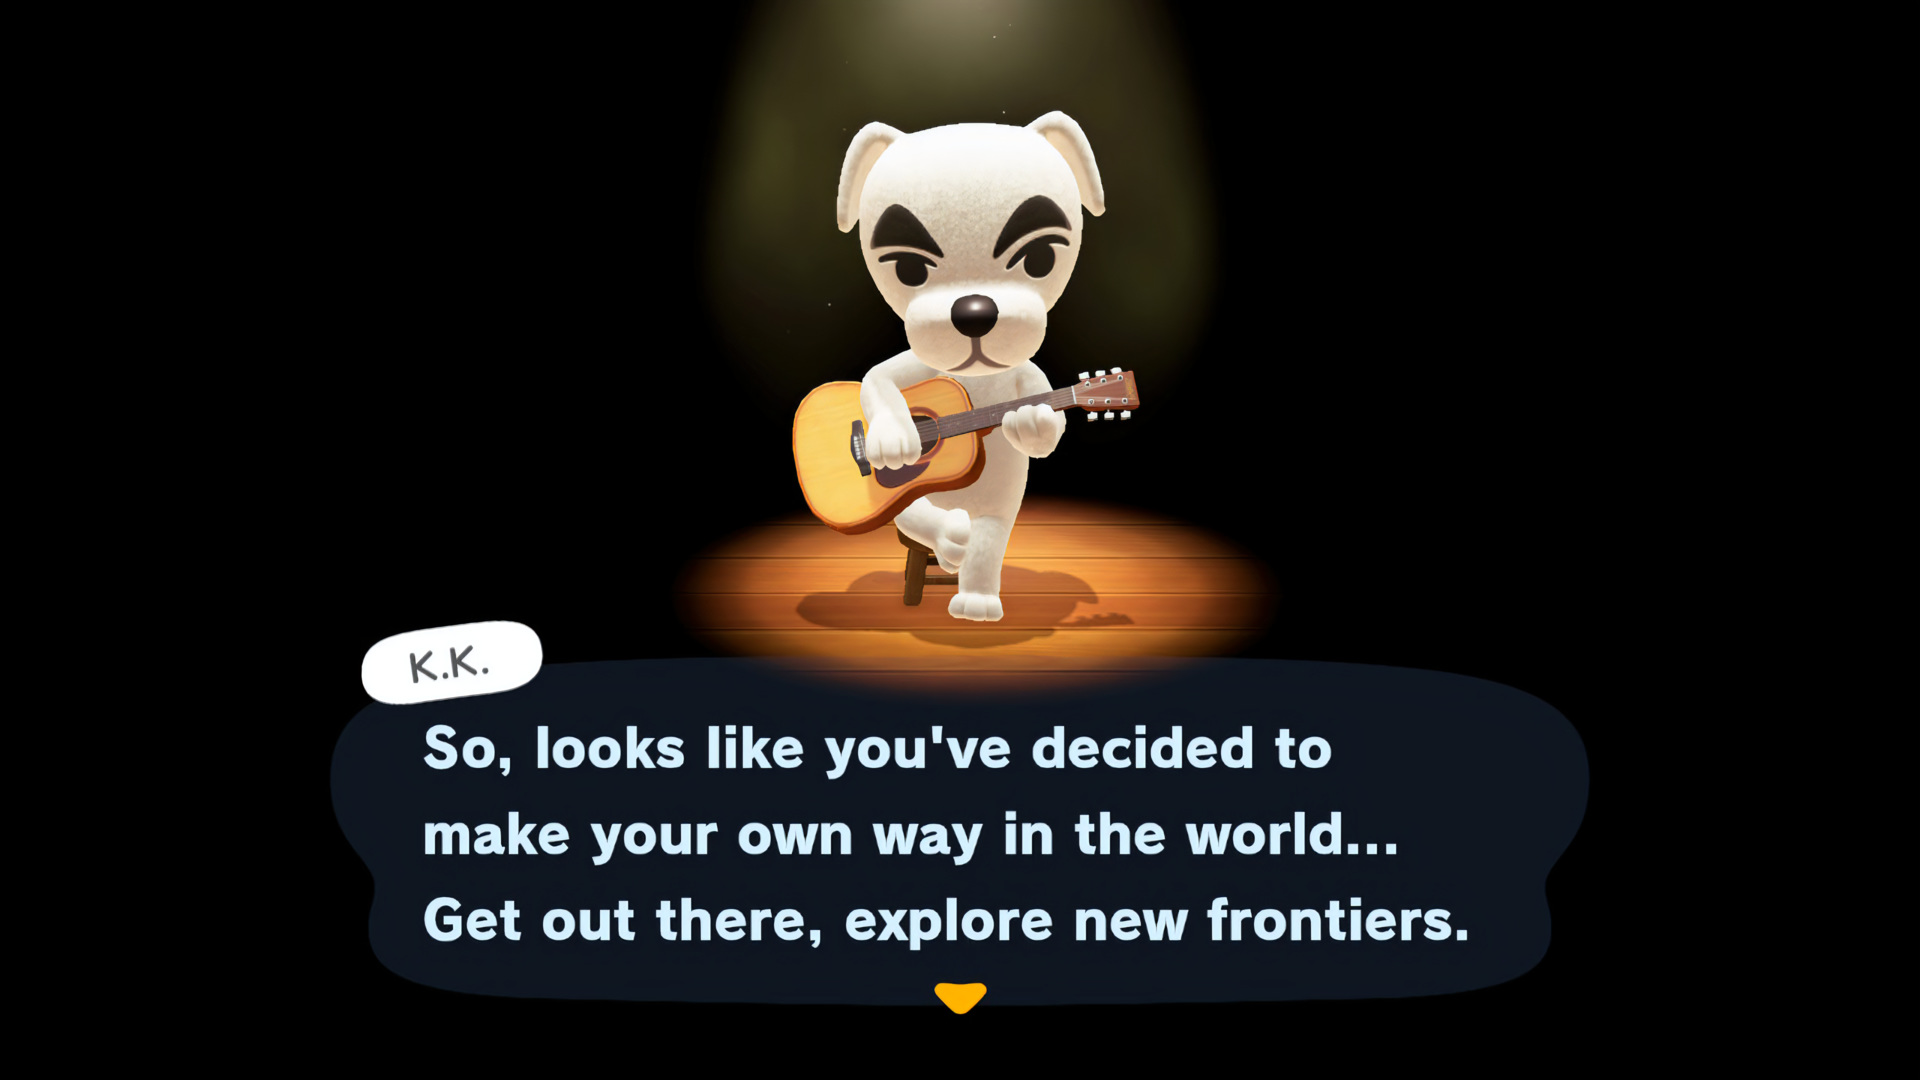 K.K.
So, looks like you've decided to
make your own way in the world...
Get out there, explore new frontiers.